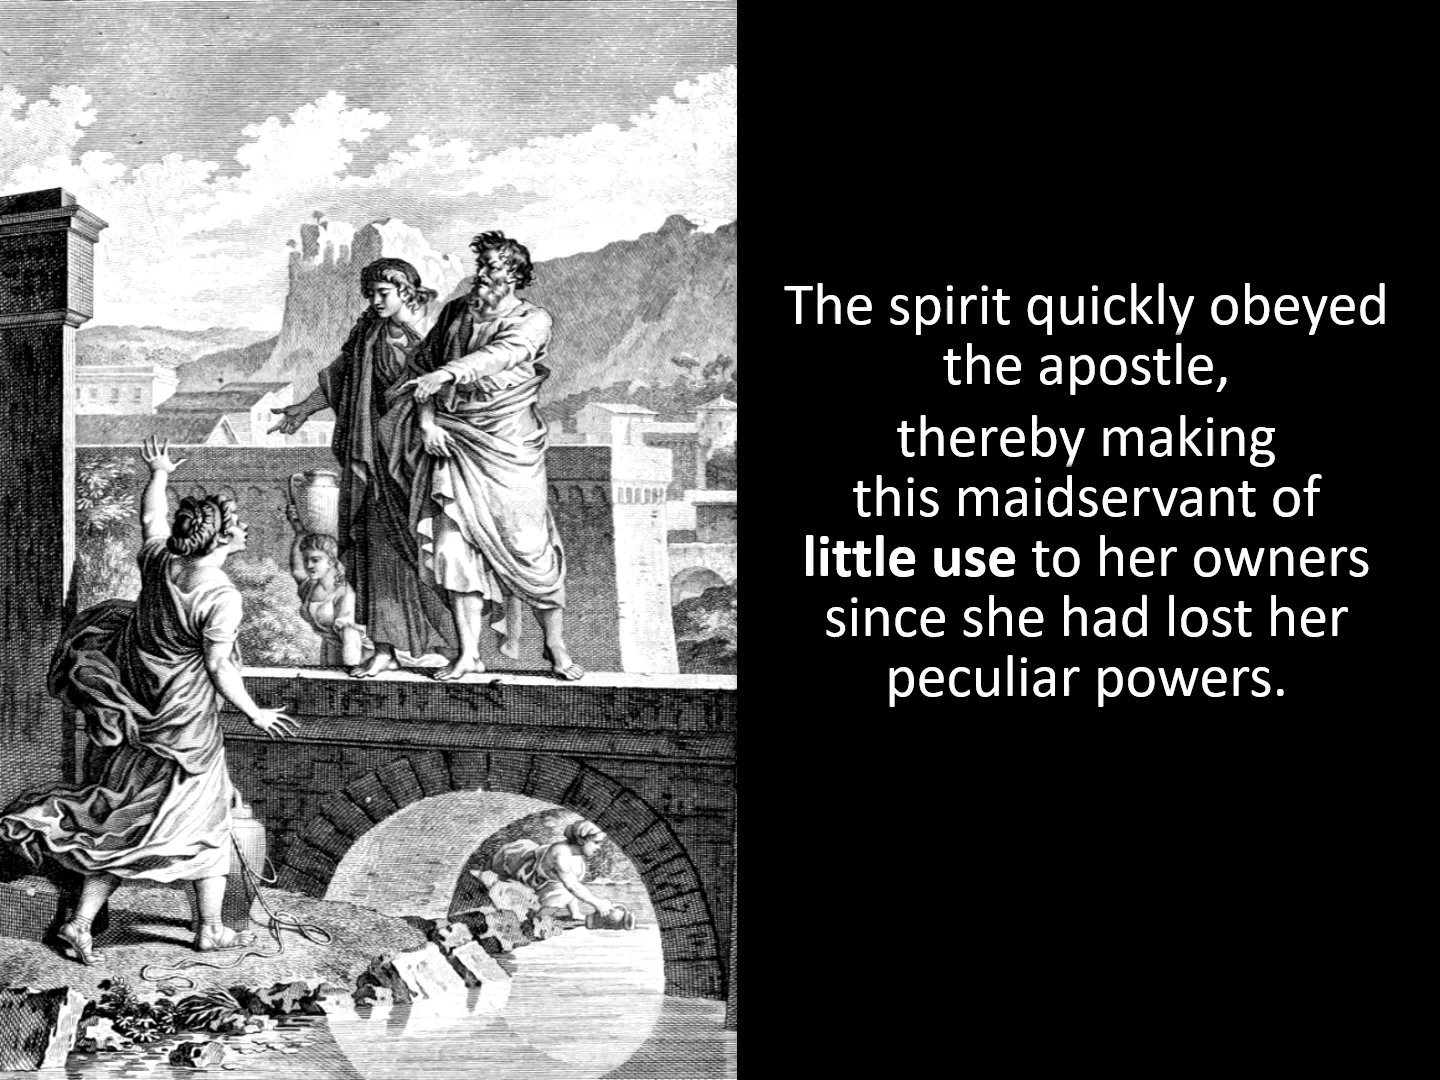 The spirit quickly obeyed
the apostle,
thereby making
this maidservant of
little use to her owners
since she had lost her
peculiar powers.